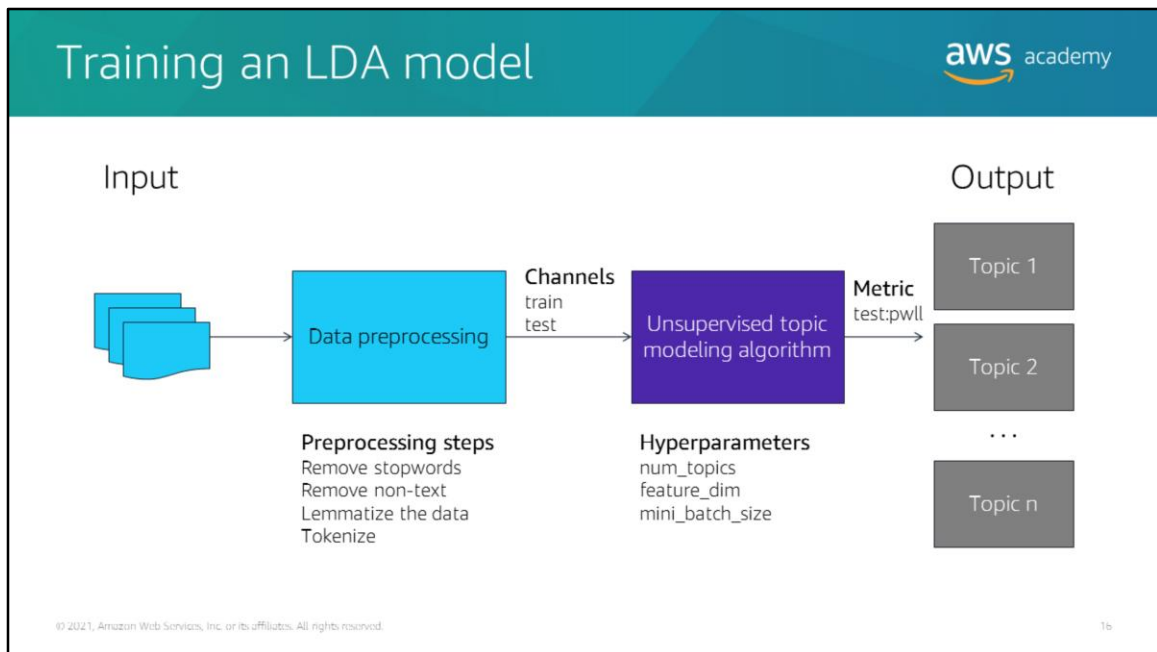 Training an LDA model
aws academy
Input
Output
Data preprocessing
Channels
train
test
Unsupervised topic
modeling algorithm
Metric
test:pwll
Topic 1
Topic 2
...
Topic n
Preprocessing steps
Remove stopwords
Remove non-text
Lemmatize the data
Tokenize
Hyperparameters
num_topics
feature_dim
mini_batch_size
© 2021, Amazon Web Services, Inc. or its affiliates. All rights reserved.
16